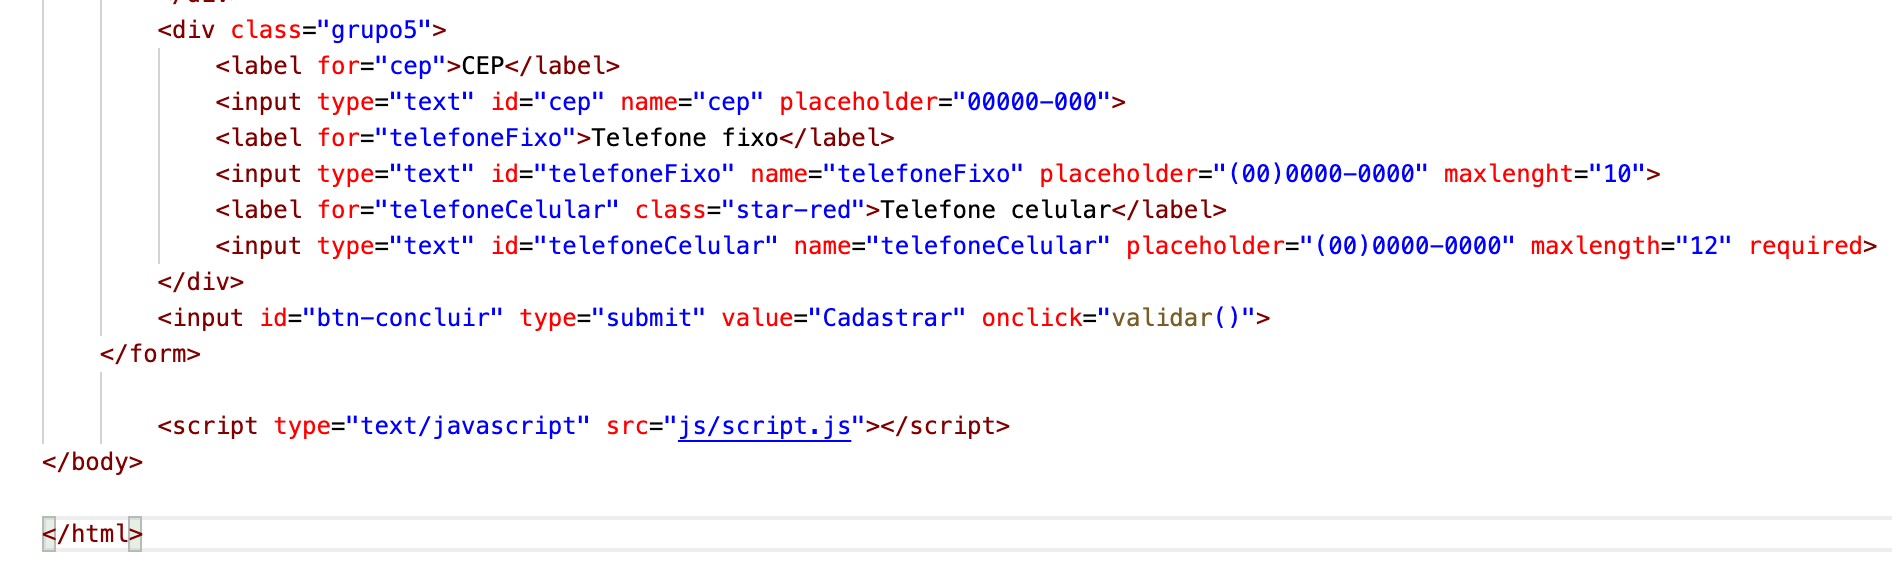 <div class="grupo5">
<label for="cep">CEP</label>
<input type="text" id="cep" name="cep" placeholder="00000-000">
<label for="telefoneFixo">Telefone fixo</label>
<input type="text" id="telefoneFixo" name="telefoneFixo" placeholder="(00)0000-0000" maxlenght="10">
<label for="telefoneCelular" class="star-red">Telefone celular</label>
<input type="text" id="telefoneCelular" name="telefoneCelular" placeholder="(00)0000-0000" maxlength="12" required>
</div>
<input id="btn-concluir" type="submit" value="Cadastrar" onclick="validar()">
</form>
<script type="text/javascript" src="js/script.js"></script>
</body>
</html>